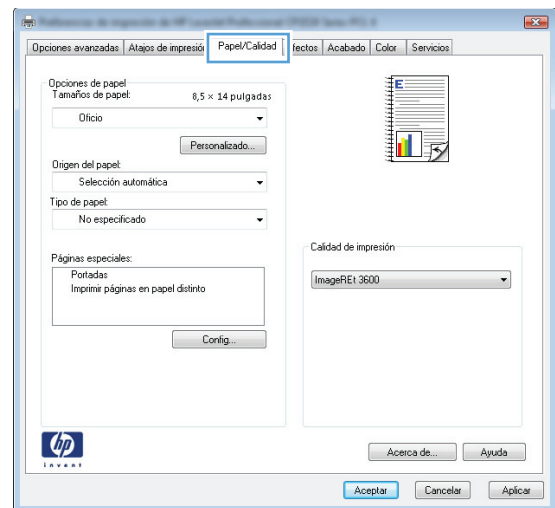 Opciones avanzadas Atajos de impresión Papel/Calidad fectos Acabado Color Servicios
Opciones de papel
Tamaños de papel: 8,5 × 14 pulgadas
Oficio
Personalizado...
Origen del papel:
Selección automática
Tipo de papel:
No especificado
Páginas especiales:
Portadas
Imprimir páginas en papel distinto
Config...
E
Calidad de impresión
ImageREt 3600
hp
invent
Acerca de... Ayuda
Aceptar Cancelar Aplicar